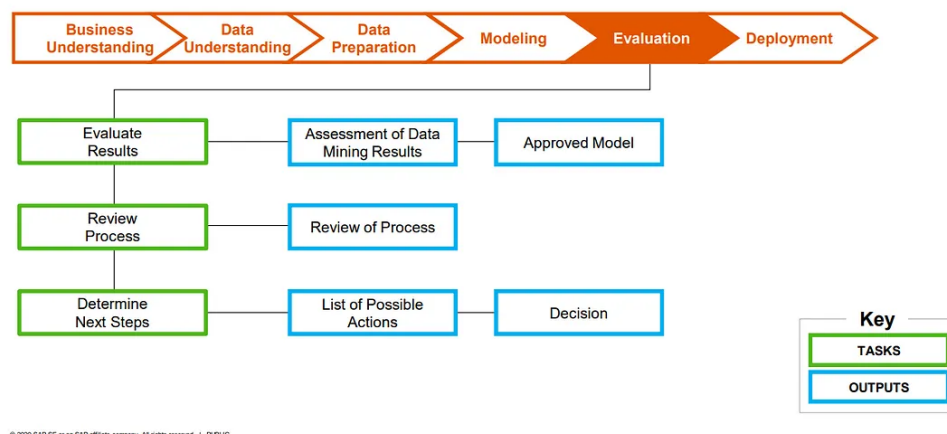 Business
Understanding
Data
Understanding
Data
Preparation
Modeling
Evaluation
Deployment
Evaluate
Results
Assessment of Data
Mining Results
Approved Model
Review
Process
Review of Process
Determine
Next Steps
List of Possible
Actions
Decision
Key
TASKS
OUTPUTS